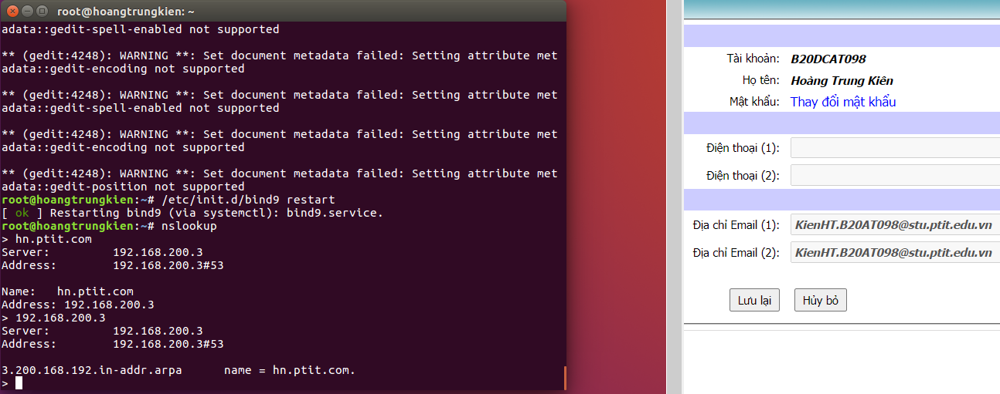 root@hoangtrungkien: ~
adata::gedit-spell-enabled not supported
** (gedit:4248): WARNING **: Set document metadata failed: Setting attribute met
adata::gedit-encoding not supported
** (gedit:4248): WARNING **: Set document metadata failed: Setting attribute met
adata::gedit-spell-enabled not supported
** (gedit:4248): WARNING **: Set document metadata failed: Setting attribute met
adata::gedit-encoding not supported
** (gedit:4248): WARNING **: Set document metadata failed: Setting attribute met
adata::gedit-position not supported
root@hoangtrungkien:~# /etc/init.d/bind9 restart
[ ok ] Restarting bind9 (via systemctl): bind9.service.
root@hoangtrungkien:~# nslookup
> hn.ptit.com
Server: 192.168.200.3
Address: 192.168.200.3#53
Name: hn.ptit.com
Address: 192.168.200.3
> 192.168.200.3
Server: 192.168.200.3
Address: 192.168.200.3#53
3.200.168.192.in-addr.arpa name = hn.ptit.com.
>
Tài khoản: B20DCAT098
Họ tên: Hoàng Trung Kiên
Mật khẩu: Thay đổi mật khẩu
Điện thoại (1):
Điện thoại (2):
Địa chỉ Email (1): KienHT.B20AT098@stu.ptit.edu.vn
Địa chỉ Email (2): KienHT.B20AT098@stu.ptit.edu.vn
Lưu lại Hủy bỏ